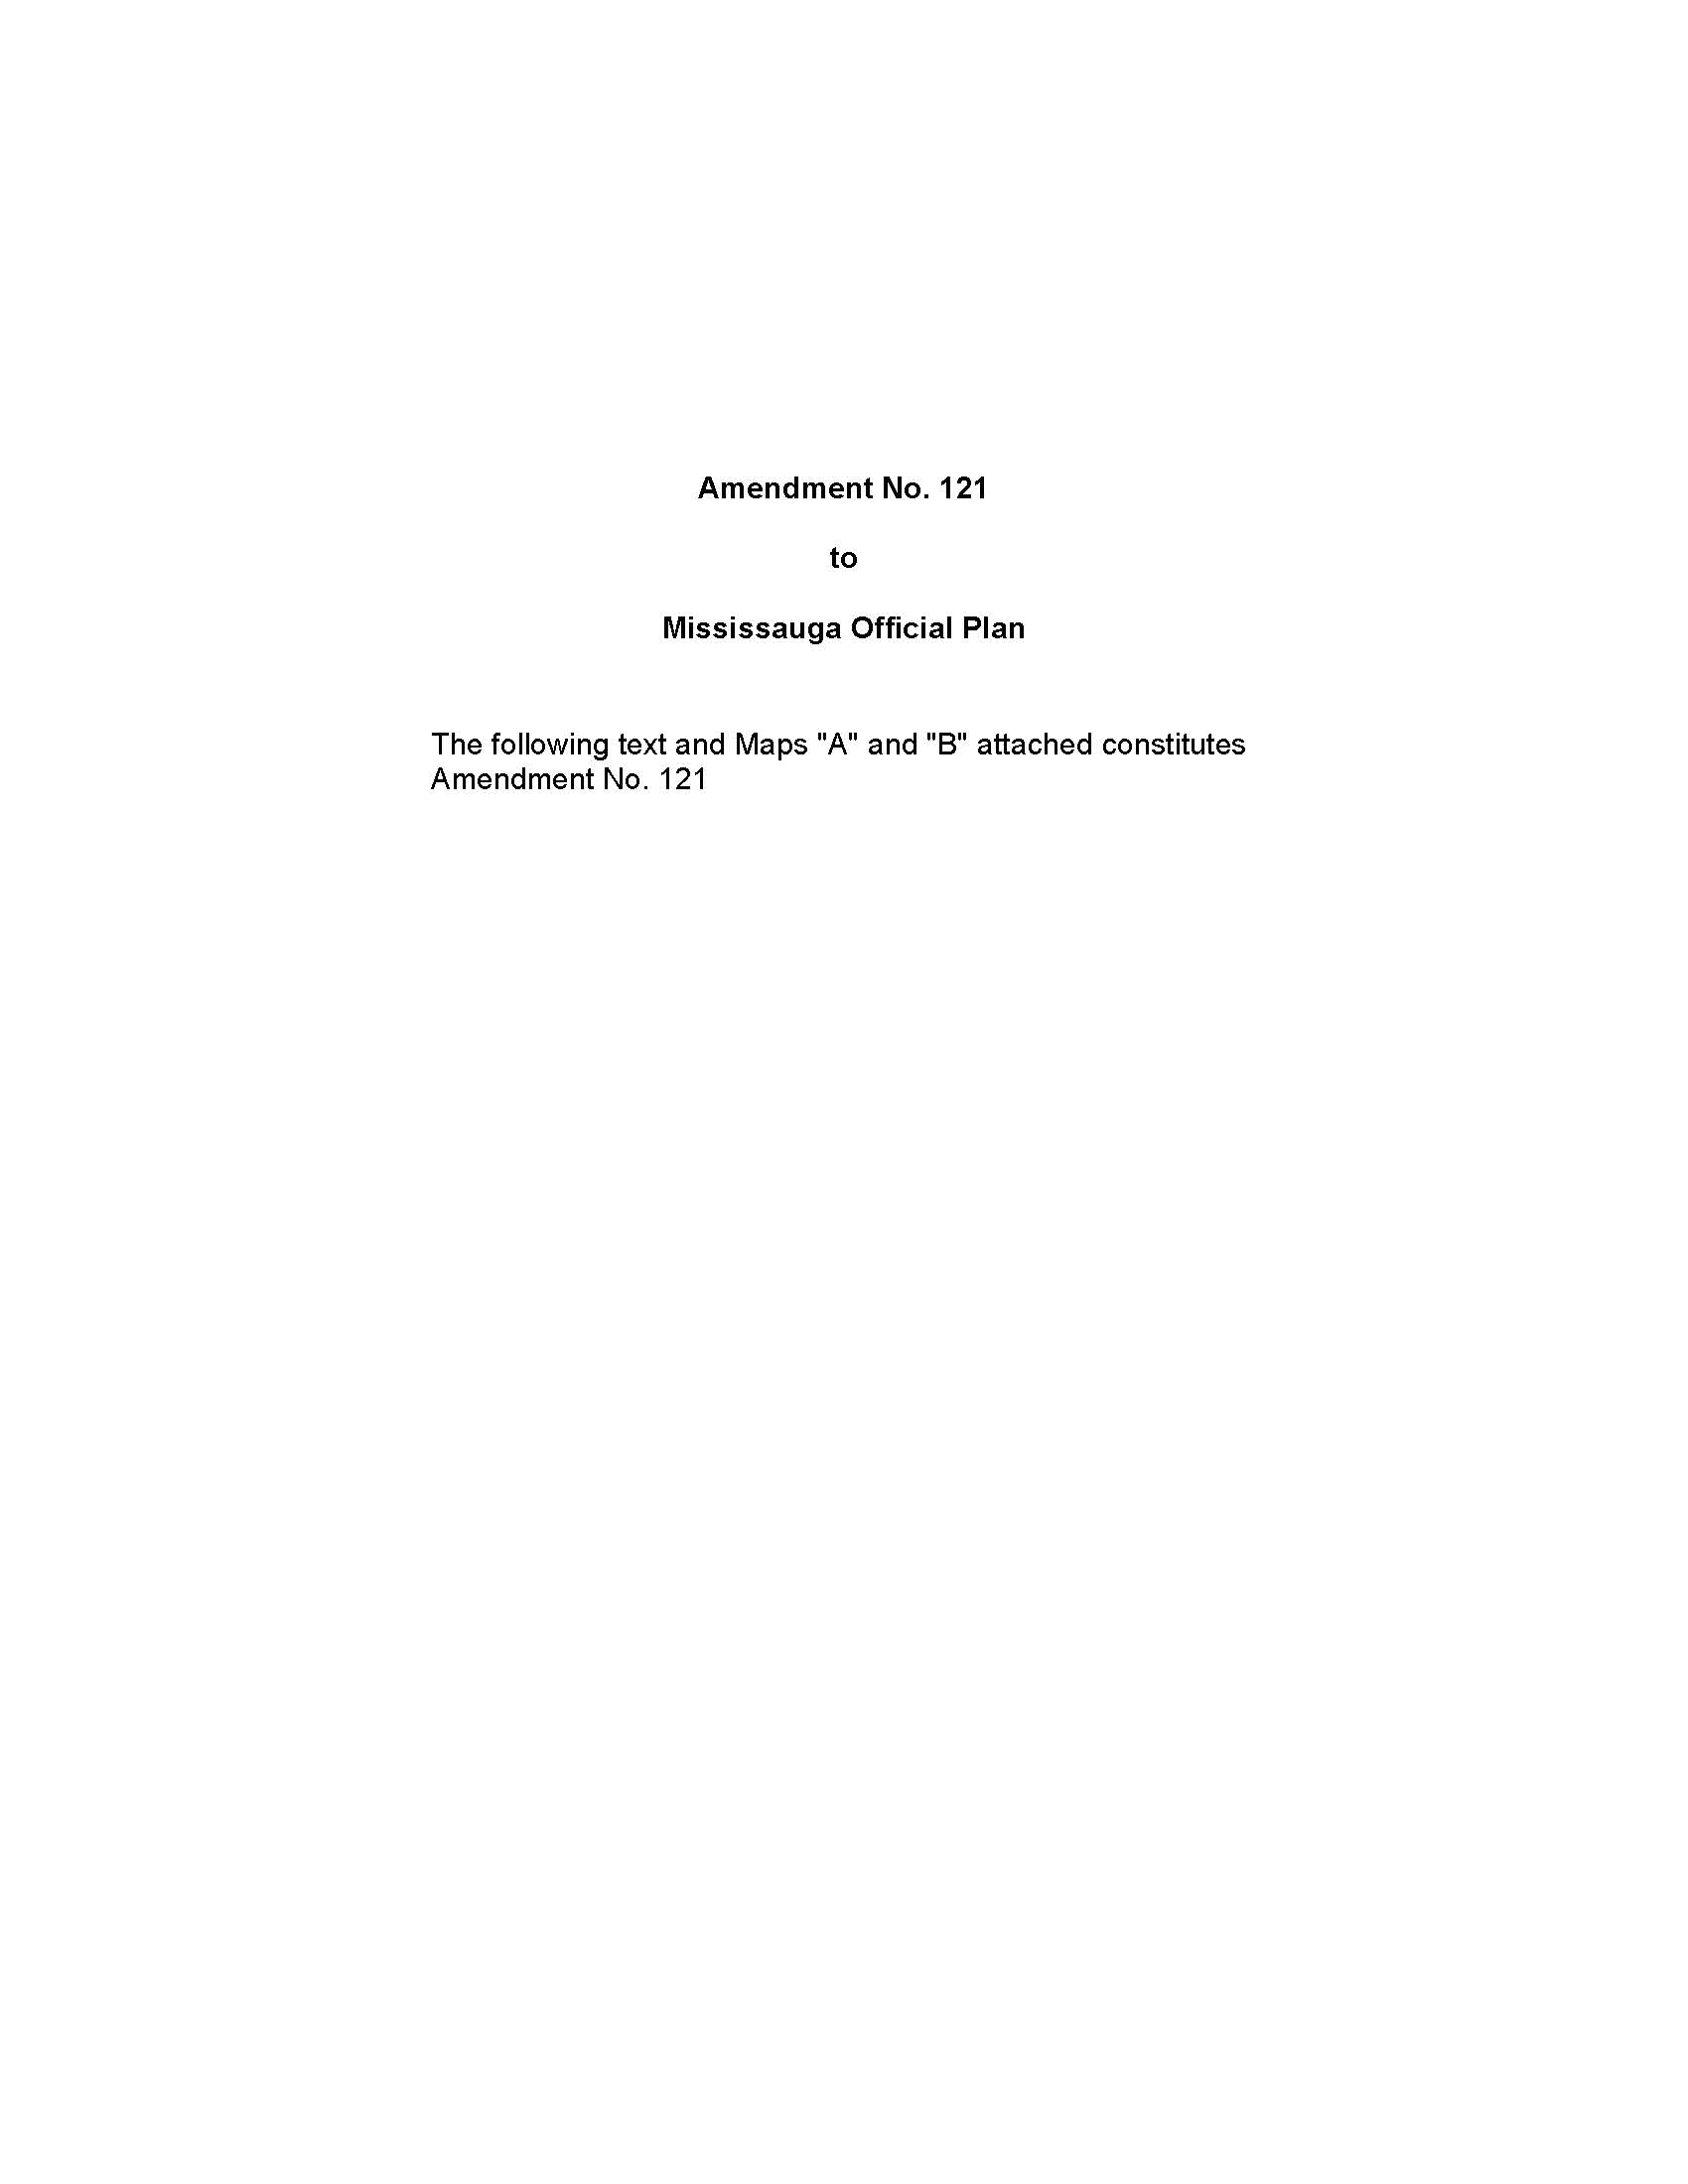 Amendment No. 121
to
Mississauga Official Plan
The following text and Maps "A" and "B" attached constitutes
Amendment No. 121